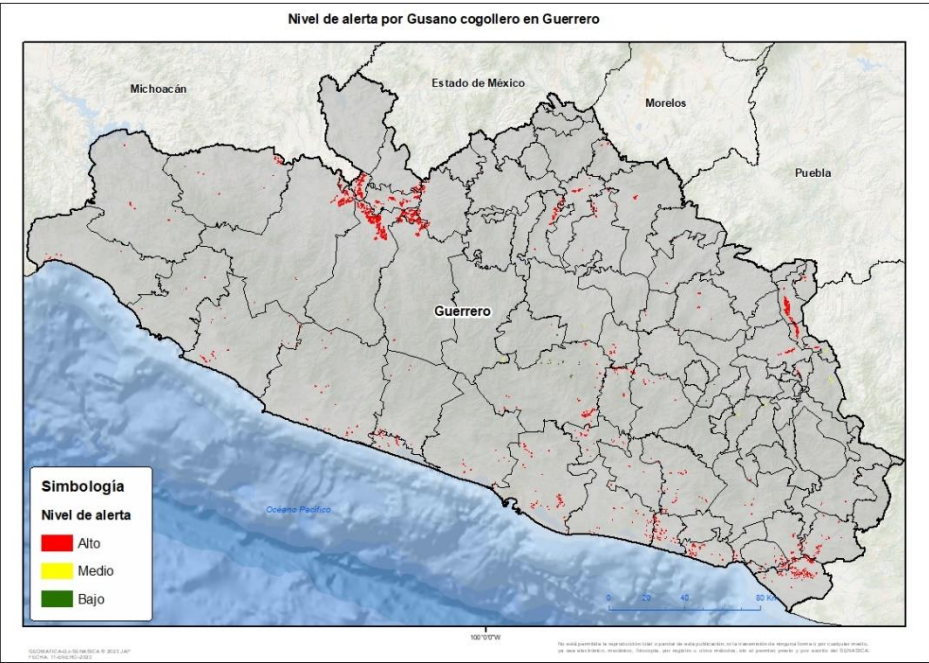 Nivel de alerta por Gusano cogollero en Guerrero
Michoacán
Estado de México
Morelos
Puebla
Guerrero
Océano Pacífico
Simbología
Nivel de alerta
Alto
Medio
Bajo
0 20 40 80 Km
100°0'0"W